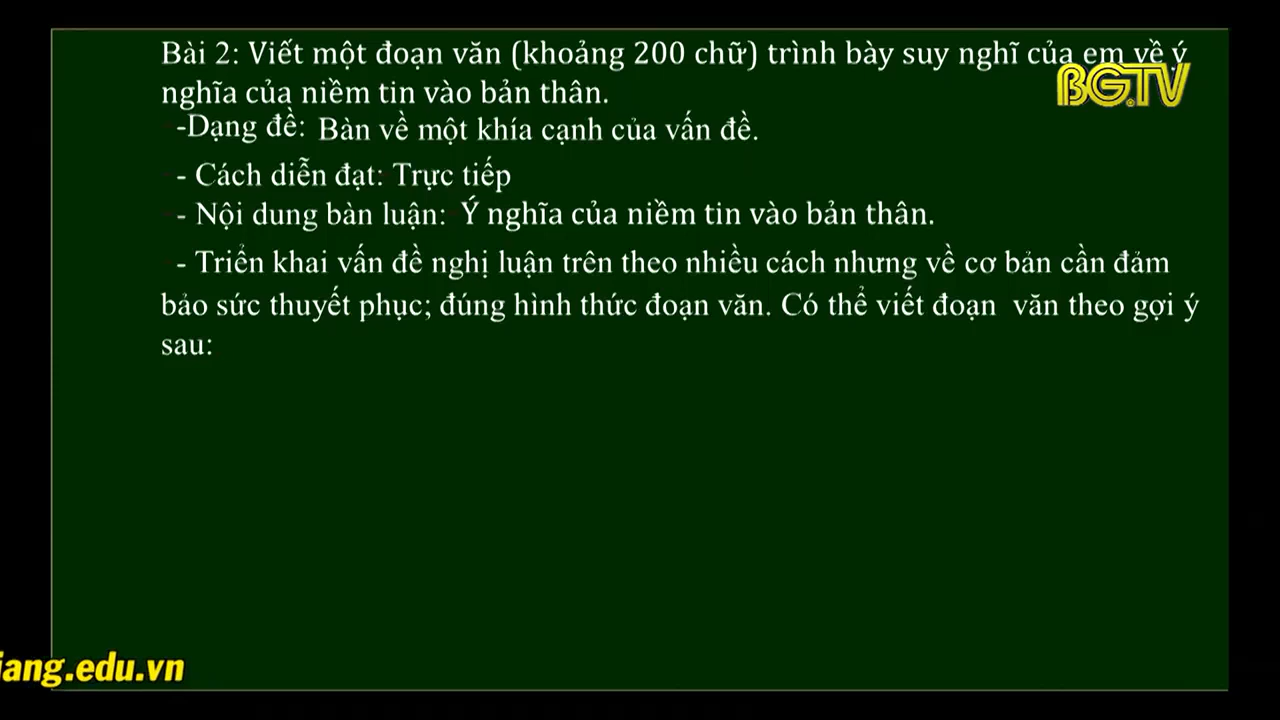 Bài 2: Viết một đoạn văn (khoảng 200 chữ) trình bày suy nghĩ của em về ý
nghĩa của niềm tin vào bản thân.
BG.TV
-Dạng đề: Bàn về một khía cạnh của vấn đề.
- Cách diễn đạt: Trực tiếp
- Nội dung bàn luận: Ý nghĩa của niềm tin vào bản thân.
- Triển khai vấn đề nghị luận trên theo nhiều cách nhưng về cơ bản cần đảm
bảo sức thuyết phục; đúng hình thức đoạn văn. Có thể viết đoạn văn theo gợi ý
sau:
iang.edu.vn